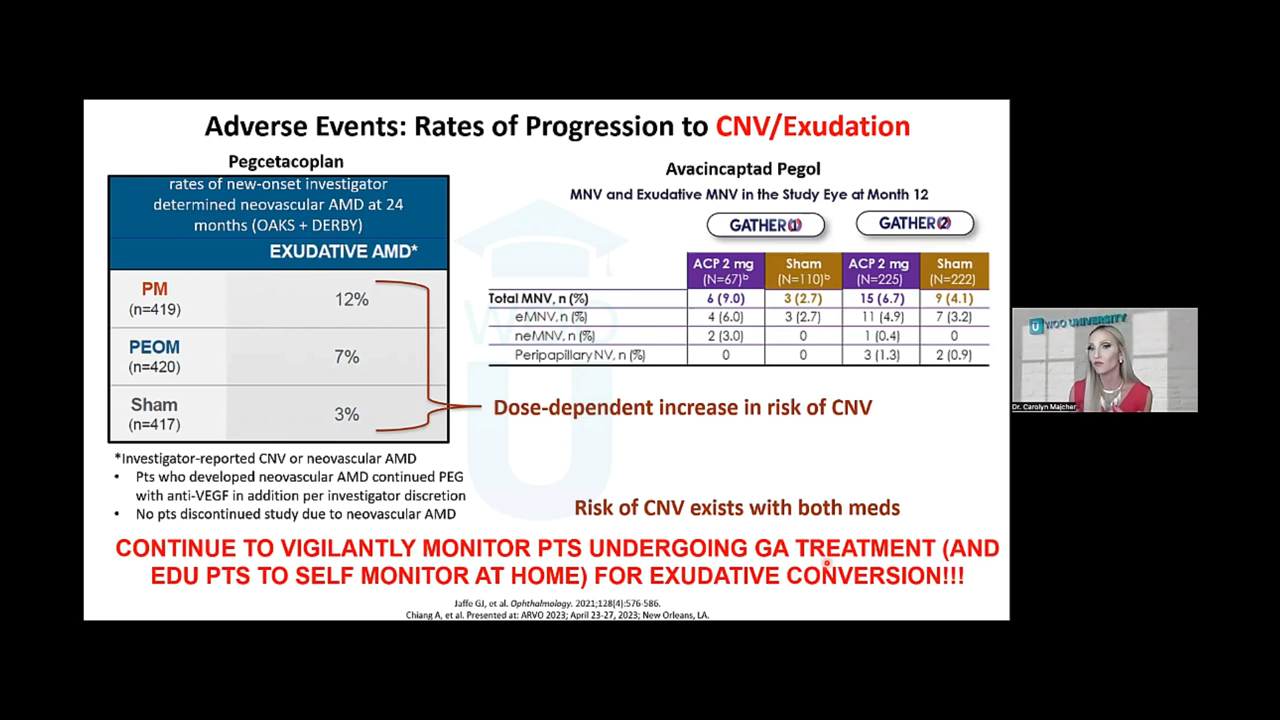 Adverse Events: Rates of Progression to CNV/Exudation
Pegcetacoplan
rates of new-onset investigator
determined neovascular AMD at 24
months (OAKS + DERBY)
EXUDATIVE AMD*
PM
(n=419)
12%
PEOM
(n=420)
7%
Sham
(n=417)
3%
*Investigator-reported CNV or neovascular AMD
• Pts who developed neovascular AMD continued PEG
with anti-VEGF in addition per investigator discretion
• No pts discontinued study due to neovascular AMD
Avacincaptad Pegol
MNV and Exudative MNV in the Study Eye at Month 12
GATHER1 GATHER2
ACP 2 mg Sham ACP 2 mg Sham
(N=67)ᵇ (N=110)ᵇ (N=225) (N=222)
Total MNV, n (%) 6 (9.0) 3 (2.7) 15 (6.7) 9 (4.1)
eMNV, n (%) 4 (6.0) 3 (2.7) 11 (4.9) 7 (3.2)
neMNV, n (%) 2 (3.0) 0 1 (0.4) 0
Peripapillary NV, n (%) 0 0 3 (1.3) 2 (0.9)
Dose-dependent increase in risk of CNV
Risk of CNV exists with both meds
CONTINUE TO VIGILANTLY MONITOR PTS UNDERGOING GA TREATMENT (AND
EDU PTS TO SELF MONITOR AT HOME) FOR EXUDATIVE CONVERSION!!!
Jaffe GJ, et al. Ophthalmology. 2021;128(4):576-586.
Chiang A, et al. Presented at: ARVO 2023; April 23-27, 2023; New Orleans, LA.
U WOO UNIVERSITY
Dr. Carolyn Majcher